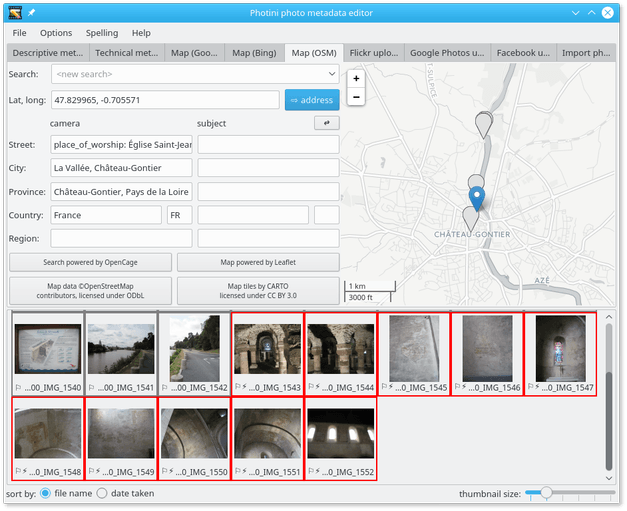 Photini photo metadata editor
File Options Spelling Help
Descriptive met... Technical met... Map (Goo... Map (Bing) Map (OSM) Flickr uplo... Google Photos u... Facebook u... Import ph...
Search: <new search>
Lat, long: 47.829965, -0.705571 ⇨ address
camera subject ⇄
Street: place_of_worship: Église Saint-Jear
City: La Vallée, Château-Gontier
Province: Château-Gontier, Pays de la Loire
Country: France FR
Region:
Search powered by OpenCage Map powered by Leaflet
Map data ©OpenStreetMap
contributors, licensed under ODbL
Map tiles by CARTO
licensed under CC BY 3.0
+
−
CHÂTEAU-GONTIER
AZÉ
1 km
3000 ft
...00_IMG_1540 ...00_IMG_1541 ...00_IMG_1542 ...0_IMG_1543 ...0_IMG_1544 ...0_IMG_1545 ...0_IMG_1546 ...0_IMG_1547
...0_IMG_1548 ...0_IMG_1549 ...0_IMG_1550 ...0_IMG_1551 ...0_IMG_1552
sort by: file name date taken thumbnail size: